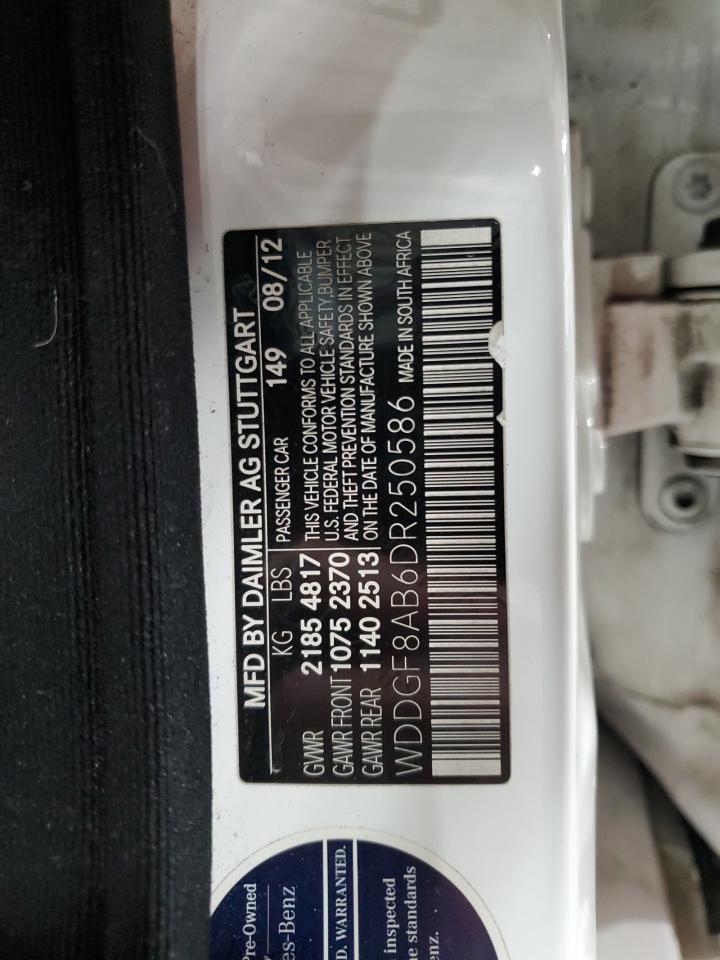 MFD BY DAIMLER AG STUTTGART
KG LBS PASSENGER CAR 149 08/12
GVWR 2185 4817 THIS VEHICLE CONFORMS TO ALL APPLICABLE
U.S. FEDERAL MOTOR VEHICLE SAFETY, BUMPER
GAWR FRONT 1075 2370 AND THEFT PREVENTION STANDARDS IN EFFECT
GAWR REAR 1140 2513 ON THE DATE OF MANUFACTURE SHOWN ABOVE
WDDGF8AB6DR250586 MADE IN SOUTH AFRICA
Pre-Owned
es-Benz
D. WARRANTED.
inspected
e standards
enz.